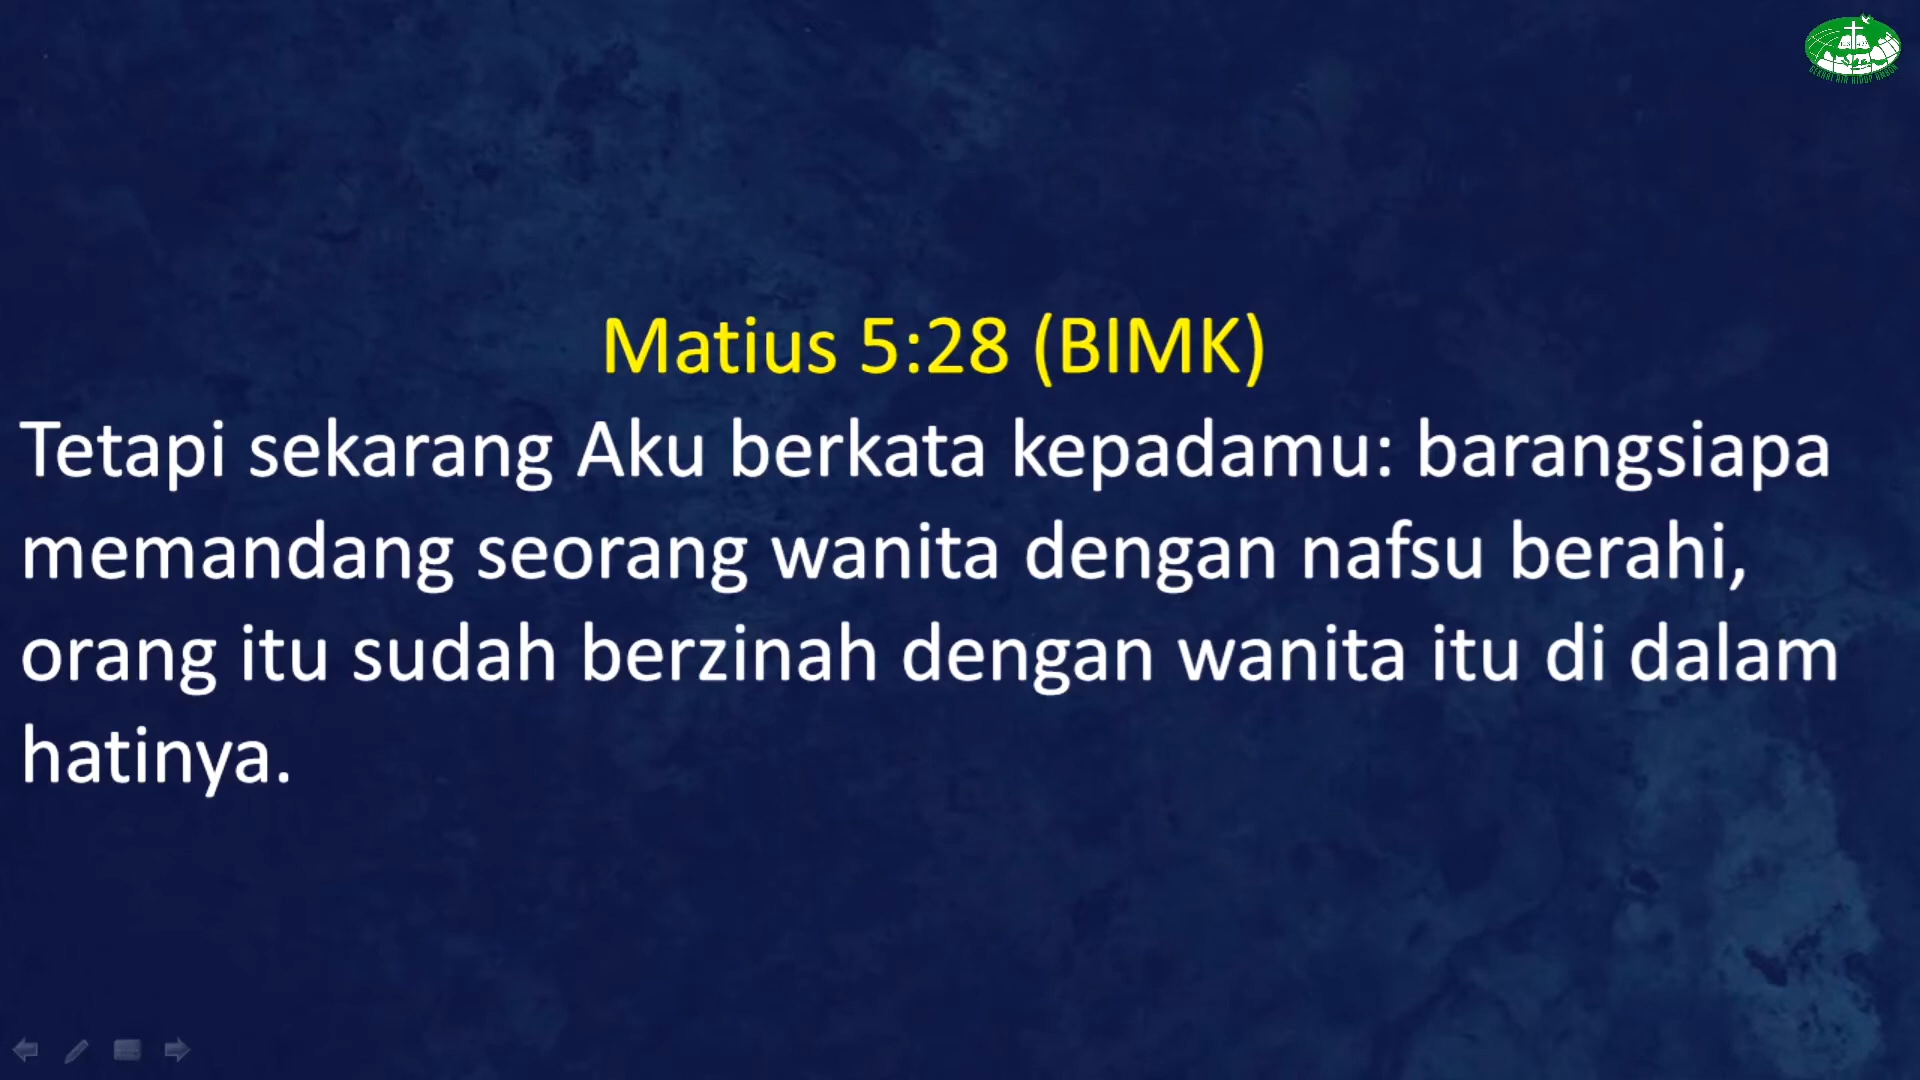 Matius 5:28 (BIMK)
Tetapi sekarang Aku berkata kepadamu: barangsiapa
memandang seorang wanita dengan nafsu berahi,
orang itu sudah berzinah dengan wanita itu di dalam
hatinya.